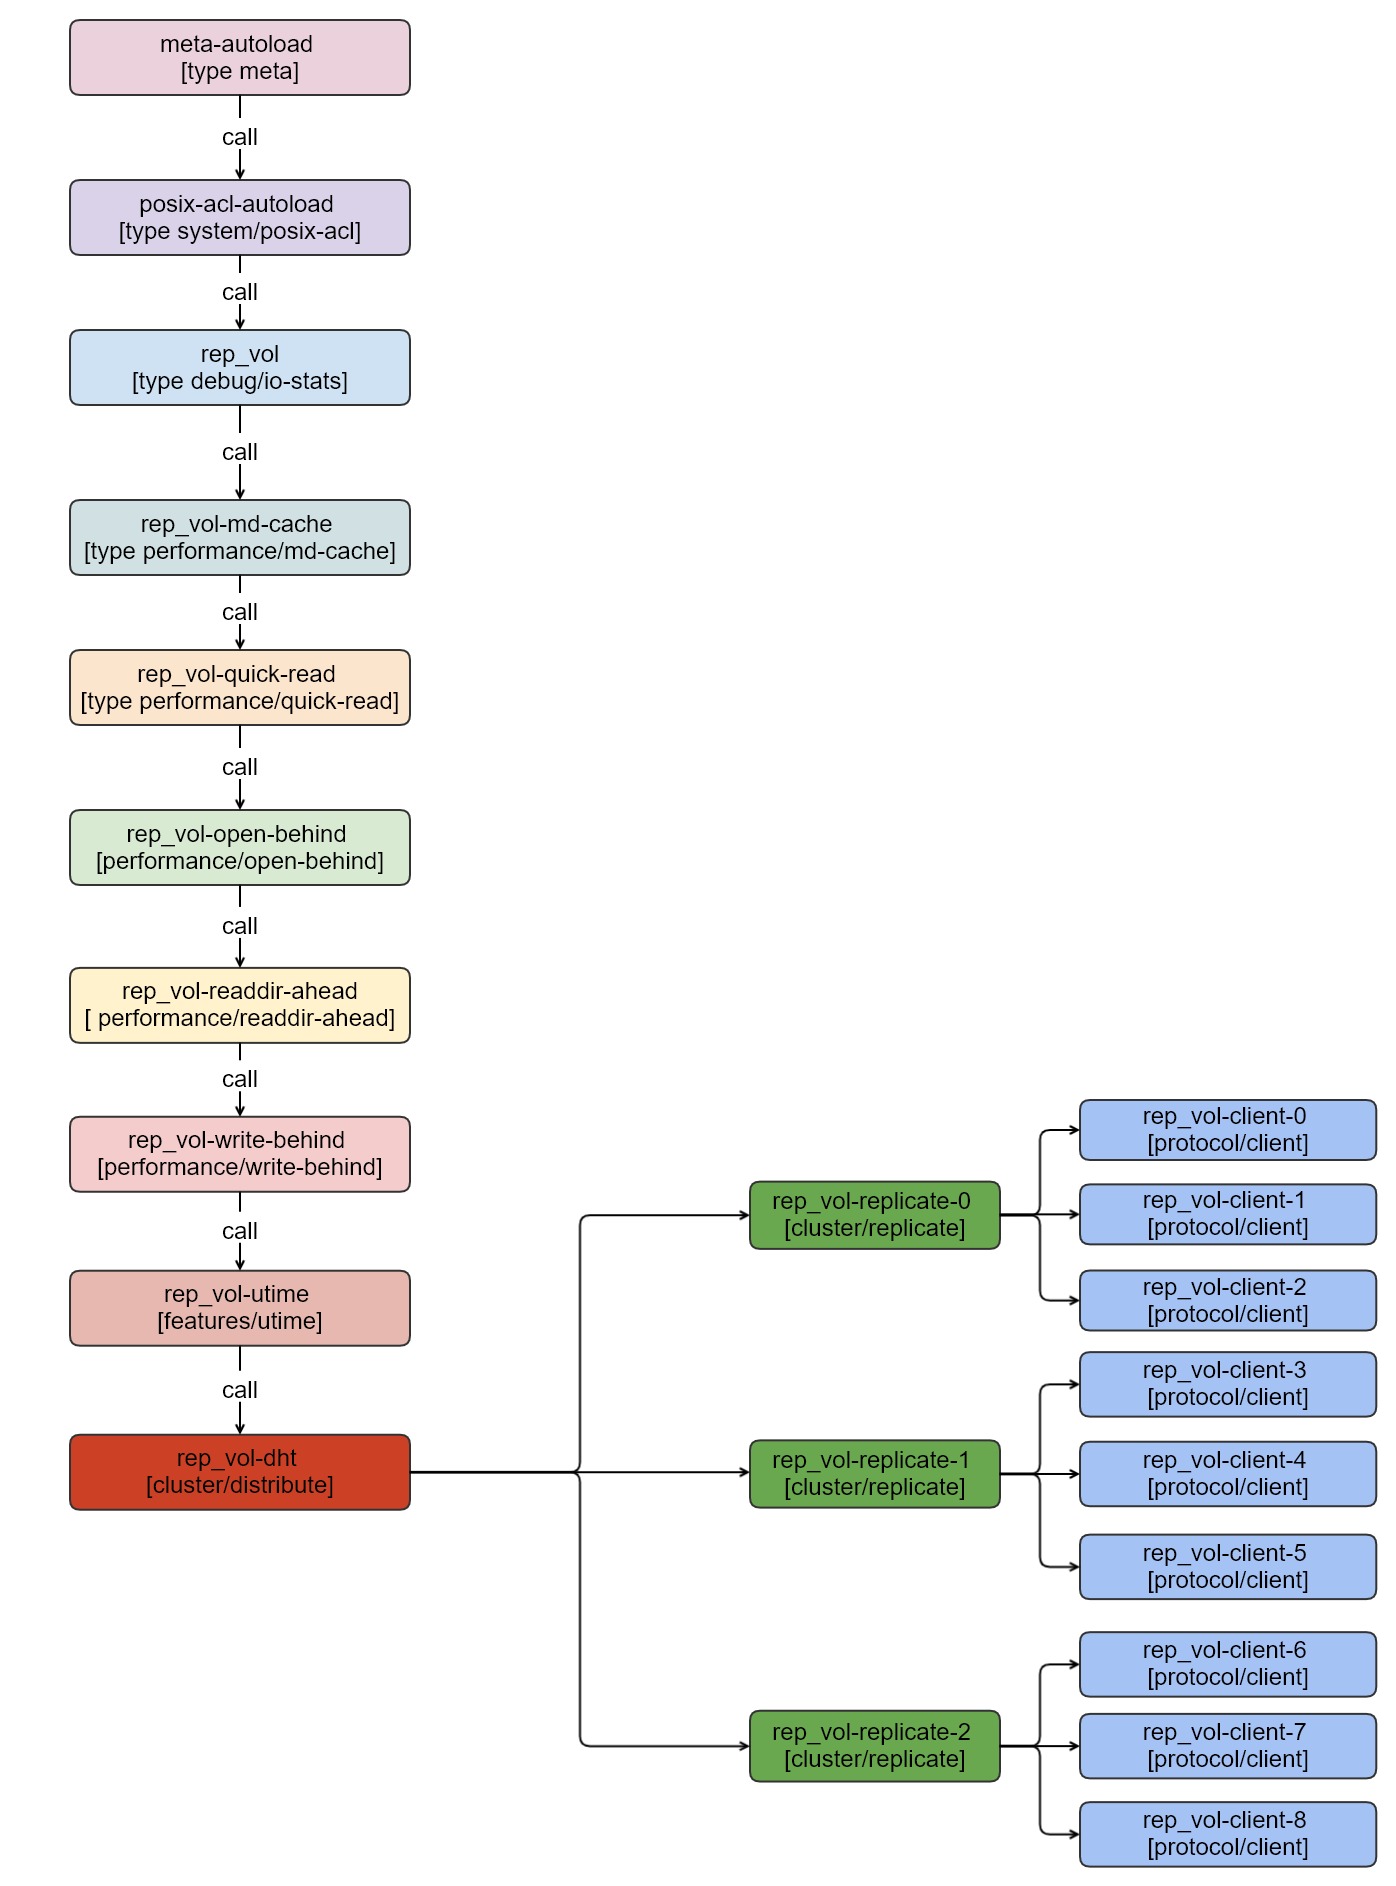 meta-autoload
[type meta]
call
posix-acl-autoload
[type system/posix-acl]
call
rep_vol
[type debug/io-stats]
call
rep_vol-md-cache
[type performance/md-cache]
call
rep_vol-quick-read
[type performance/quick-read]
call
rep_vol-open-behind
[performance/open-behind]
call
rep_vol-readdir-ahead
[ performance/readdir-ahead]
call
rep_vol-write-behind
[performance/write-behind]
call
rep_vol-utime
[features/utime]
call
rep_vol-dht
[cluster/distribute]
rep_vol-replicate-0
[cluster/replicate]
rep_vol-client-0
[protocol/client]
rep_vol-client-1
[protocol/client]
rep_vol-client-2
[protocol/client]
rep_vol-replicate-1
[cluster/replicate]
rep_vol-client-3
[protocol/client]
rep_vol-client-4
[protocol/client]
rep_vol-client-5
[protocol/client]
rep_vol-replicate-2
[cluster/replicate]
rep_vol-client-6
[protocol/client]
rep_vol-client-7
[protocol/client]
rep_vol-client-8
[protocol/client]